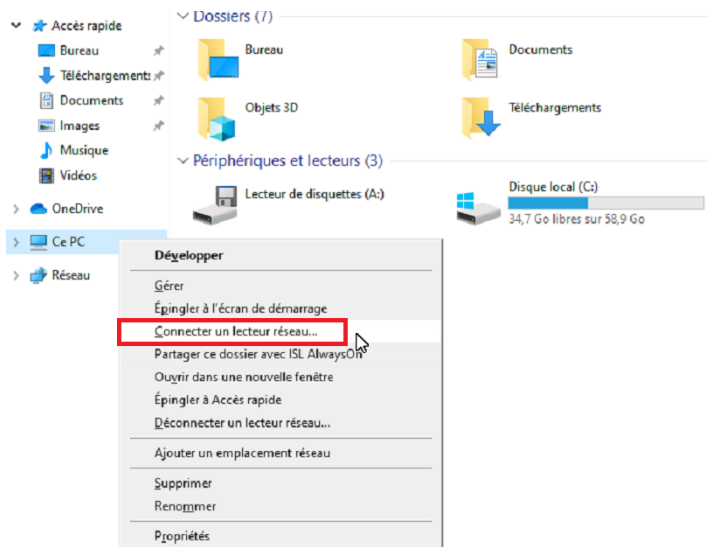 Accès rapide
Bureau
Téléchargements
Documents
Images
Musique
Vidéos
OneDrive
Ce PC
Réseau
Dossiers (7)
Bureau
Documents
Objets 3D
Téléchargements
Périphériques et lecteurs (3)
Lecteur de disquettes (A:)
Disque local (C:)
34,7 Go libres sur 58,9 Go
Développer
Gérer
Épingler à l'écran de démarrage
Connecter un lecteur réseau...
Partager ce dossier avec ISL AlwaysOn
Ouvrir dans une nouvelle fenêtre
Épingler à Accès rapide
Déconnecter un lecteur réseau...
Ajouter un emplacement réseau
Supprimer
Renommer
Propriétés